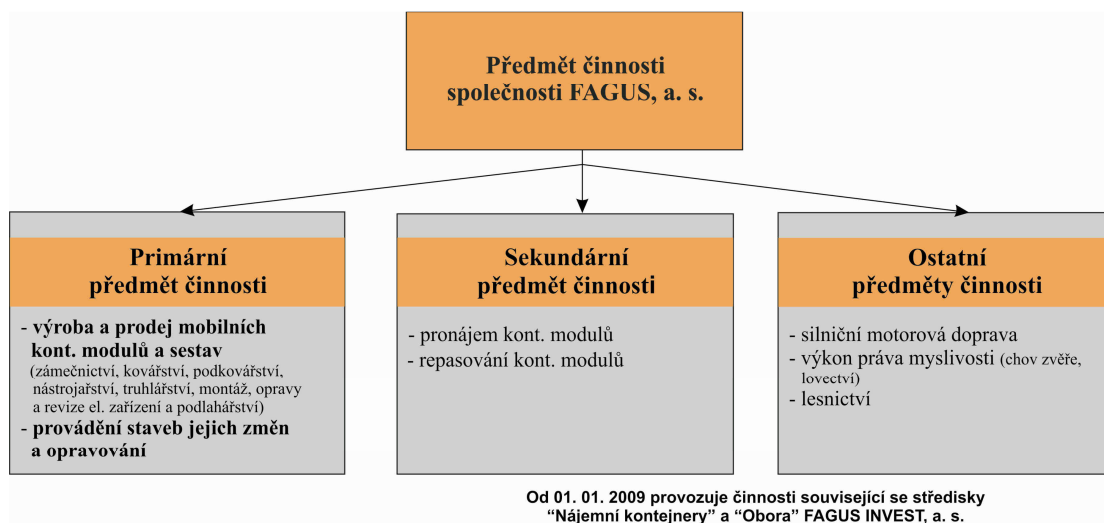 Předmět činnosti
společnosti FAGUS, a. s.
Primární
předmět činnosti
- výroba a prodej mobilních
kont. modulů a sestav
(zámečnictví, kovářství, podkovářství,
nástrojařství, truhlářství, montáž, opravy
a revize el. zařízení a podlahářství)
- provádění staveb jejich změn
a opravování
Sekundární
předmět činnosti
- pronájem kont. modulů
- repasování kont. modulů
Ostatní
předměty činnosti
- silniční motorová doprava
- výkon práva myslivosti (chov zvěře,
lovectví)
- lesnictví
Od 01. 01. 2009 provozuje činnosti související se středisky
“Nájemní kontejnery” a “Obora” FAGUS INVEST, a. s.